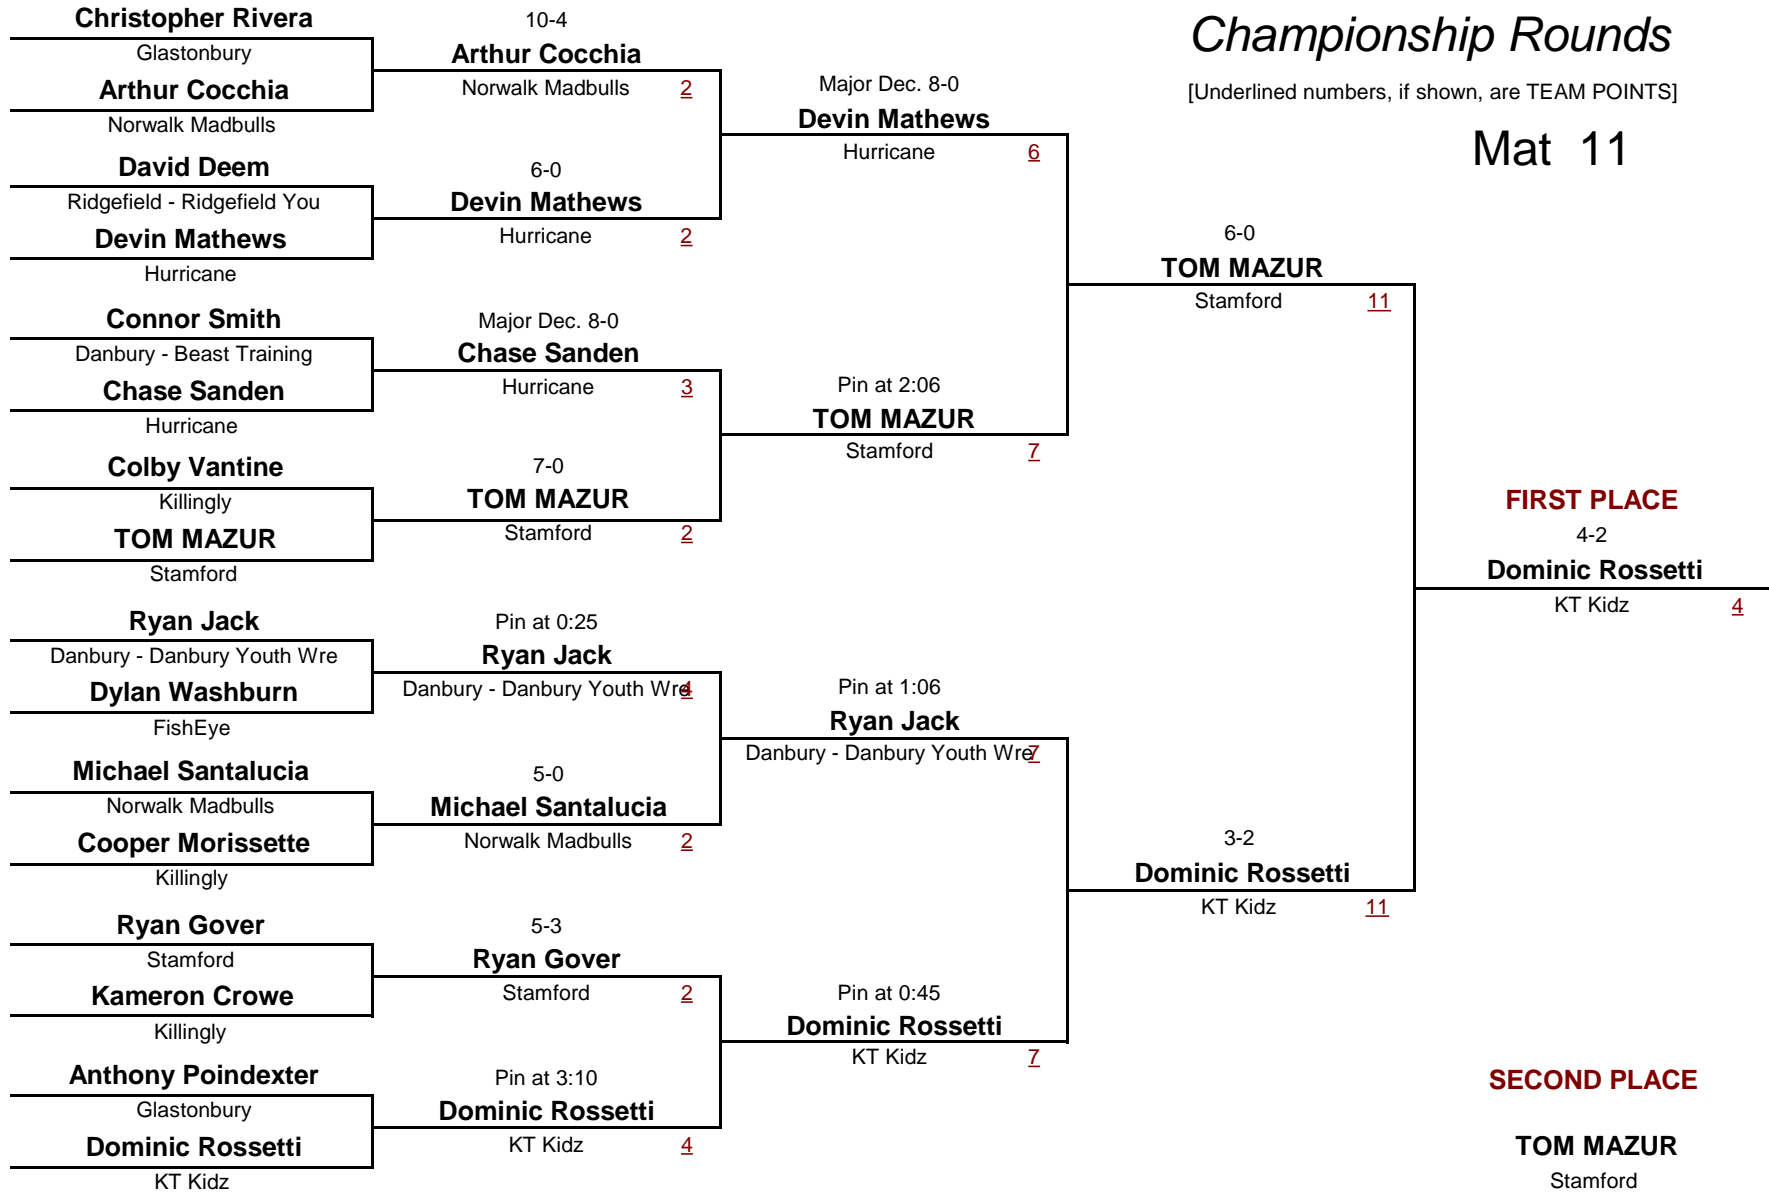 Championship Rounds
[Underlined numbers, if shown, are TEAM POINTS]
Mat 11
Christopher Rivera
Glastonbury
Arthur Cocchia
Norwalk Madbulls
David Deem
Ridgefield - Ridgefield You
Devin Mathews
Hurricane
Connor Smith
Danbury - Beast Training
Chase Sanden
Hurricane
Colby Vantine
Killingly
TOM MAZUR
Stamford
Ryan Jack
Danbury - Danbury Youth Wre
Dylan Washburn
FishEye
Michael Santalucia
Norwalk Madbulls
Cooper Morissette
Killingly
Ryan Gover
Stamford
Kameron Crowe
Killingly
Anthony Poindexter
Glastonbury
Dominic Rossetti
KT Kidz
10-4
Arthur Cocchia
Norwalk Madbulls 2
6-0
Devin Mathews
Hurricane 2
Major Dec. 8-0
Chase Sanden
Hurricane 3
7-0
TOM MAZUR
Stamford 2
Pin at 0:25
Ryan Jack
Danbury - Danbury Youth Wre 4
5-0
Michael Santalucia
Norwalk Madbulls 2
5-3
Ryan Gover
Stamford 2
Pin at 3:10
Dominic Rossetti
KT Kidz 4
Major Dec. 8-0
Devin Mathews
Hurricane 6
Pin at 2:06
TOM MAZUR
Stamford 7
Pin at 1:06
Ryan Jack
Danbury - Danbury Youth Wre 7
Pin at 0:45
Dominic Rossetti
KT Kidz 7
6-0
TOM MAZUR
Stamford 11
3-2
Dominic Rossetti
KT Kidz 11
FIRST PLACE
4-2
Dominic Rossetti
KT Kidz 4
SECOND PLACE
TOM MAZUR
Stamford